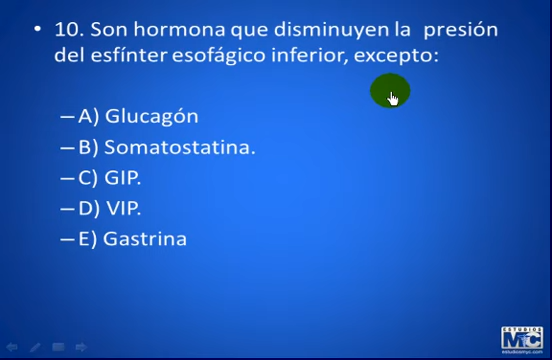 • 10. Son hormona que disminuyen la presión
del esfínter esofágico inferior, excepto:
– A) Glucagón
– B) Somatostatina.
– C) GIP.
– D) VIP.
– E) Gastrina
ESTUDIOS
MyC
estudiosmyc.com